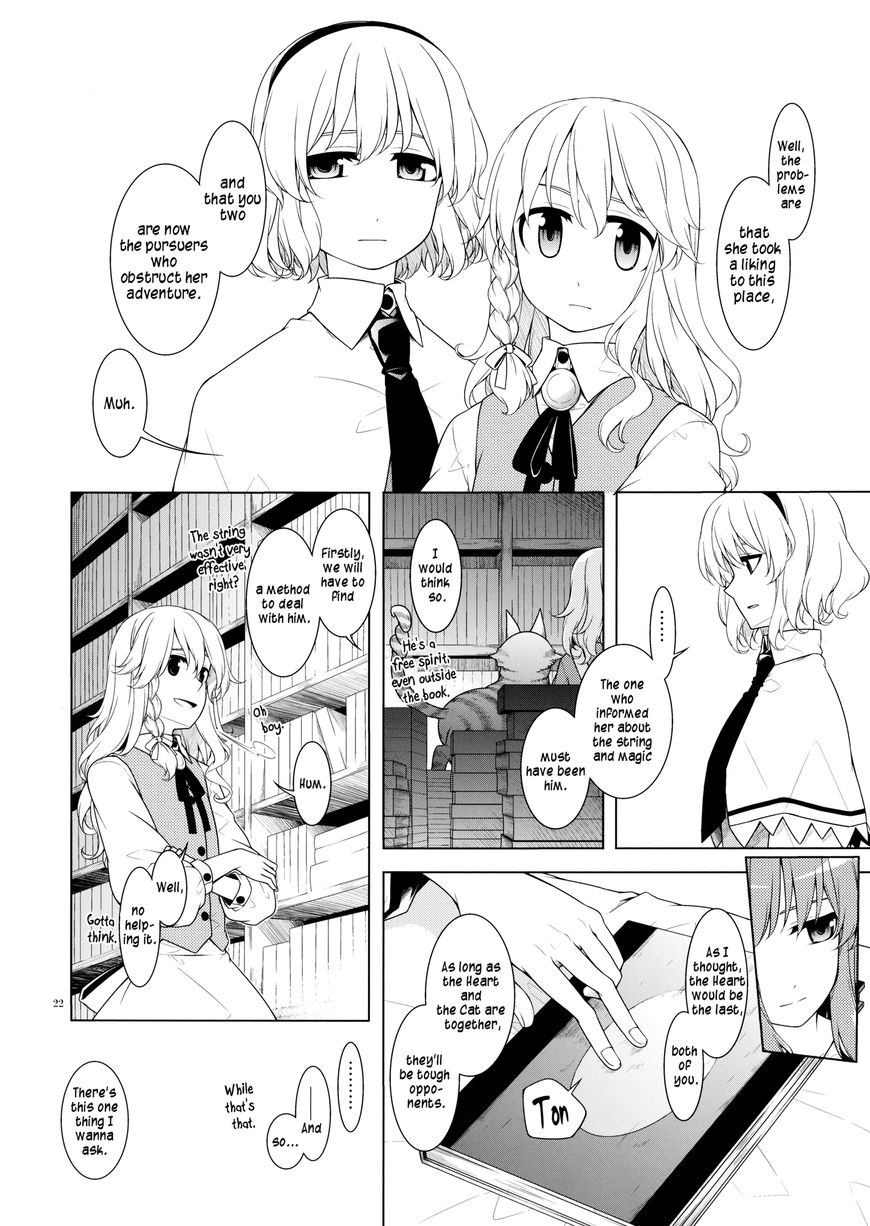 Well,
the
prob-
lems
are
that
she took
a liking
to this
place,
and
that you
two
are now
the pursuers
who
obstruct her
adventure.
Muh.
........
The one
who
informed
her about
the string
and magic
Must
have been
him.
I
would
think
so.
He's a
free spirit,
even outside
the book.
Firstly,
we will
have to
find
a method
to deal
with him.
The string
wasn't very
effective,
right?
Oh
boy.
Hum.
Well,
no
help-
ing it.
Gotta
think.
As I
thought,
the Heart
would be
the last,
both
of you.
As long as
the Heart
and
the Cat are
together,
they'll
be tough
oppo-
nents.
Ton
........
— And
so...
While
that's
that.
There's
this one
thing I
wanna
ask.
22